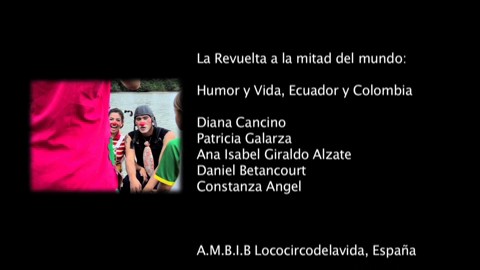 La Revuelta a la mitad del mundo:
Humor y Vida, Ecuador y Colombia
Diana Cancino
Patricia Galarza
Ana Isabel Giraldo Alzate
Daniel Betancourt
Constanza Angel
A.M.B.I.B Lococircodelavida, España